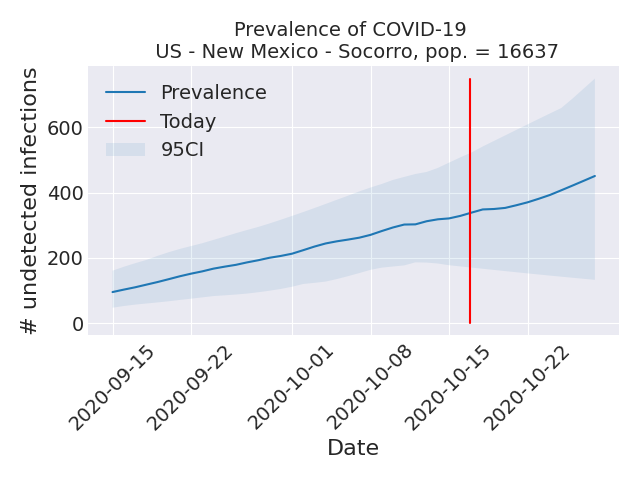 Prevalence of COVID-19
US - New Mexico - Socorro, pop. = 16637
Prevalence
Today
95CI
# undetected infections
600
400
200
0
2020-09-15
2020-09-22
2020-10-01
2020-10-08
2020-10-15
2020-10-22
Date